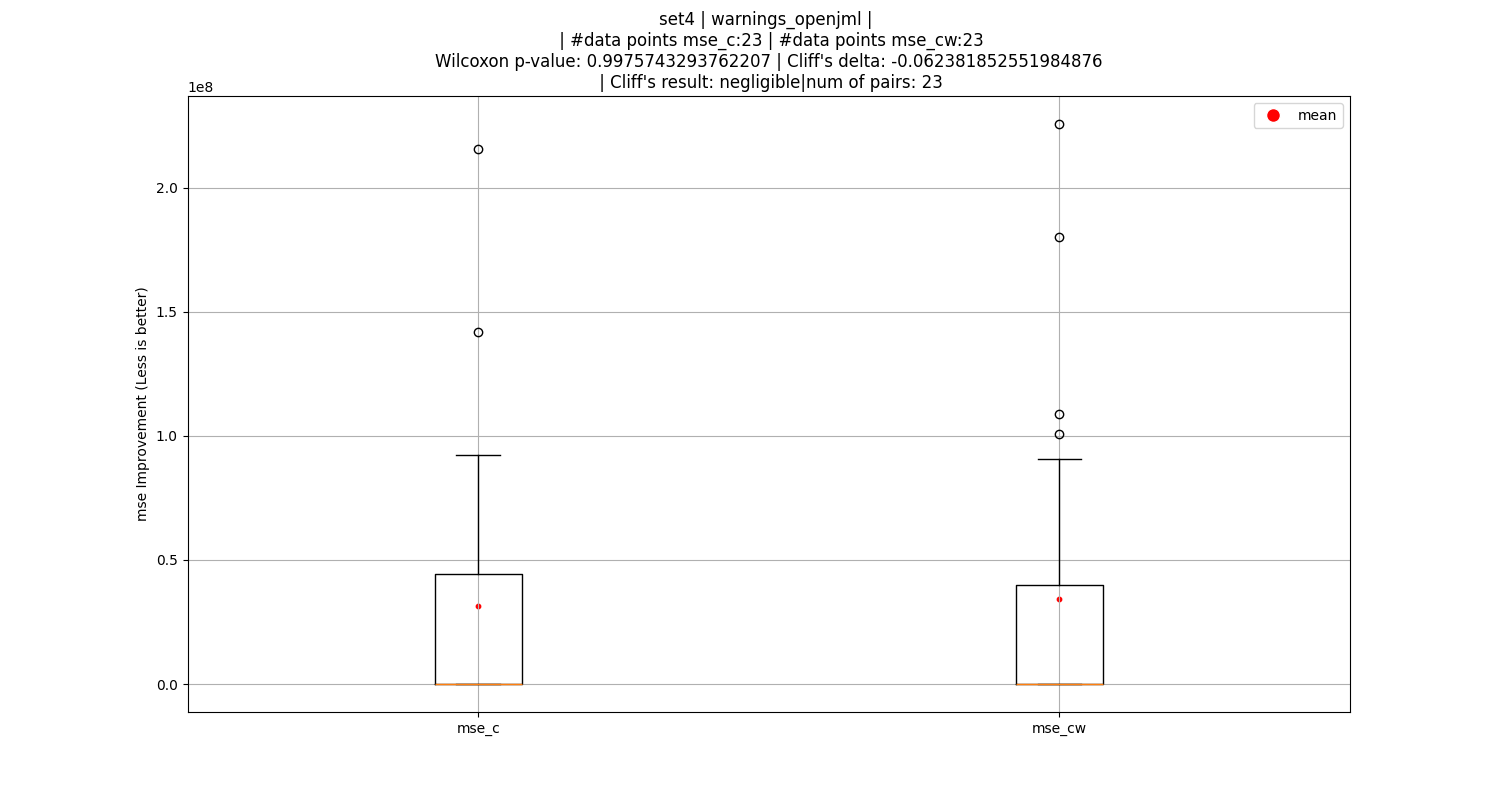 set4 | warnings_openjml |
| #data points mse_c:23 | #data points mse_cw:23
Wilcoxon p-value: 0.9975743293762207 | Cliff's delta: -0.062381852551984876
| Cliff's result: negligible|num of pairs: 23
1e8
mean
2.0
1.5
1.0
0.5
0.0
mse Improvement (Less is better)
mse_c
mse_cw